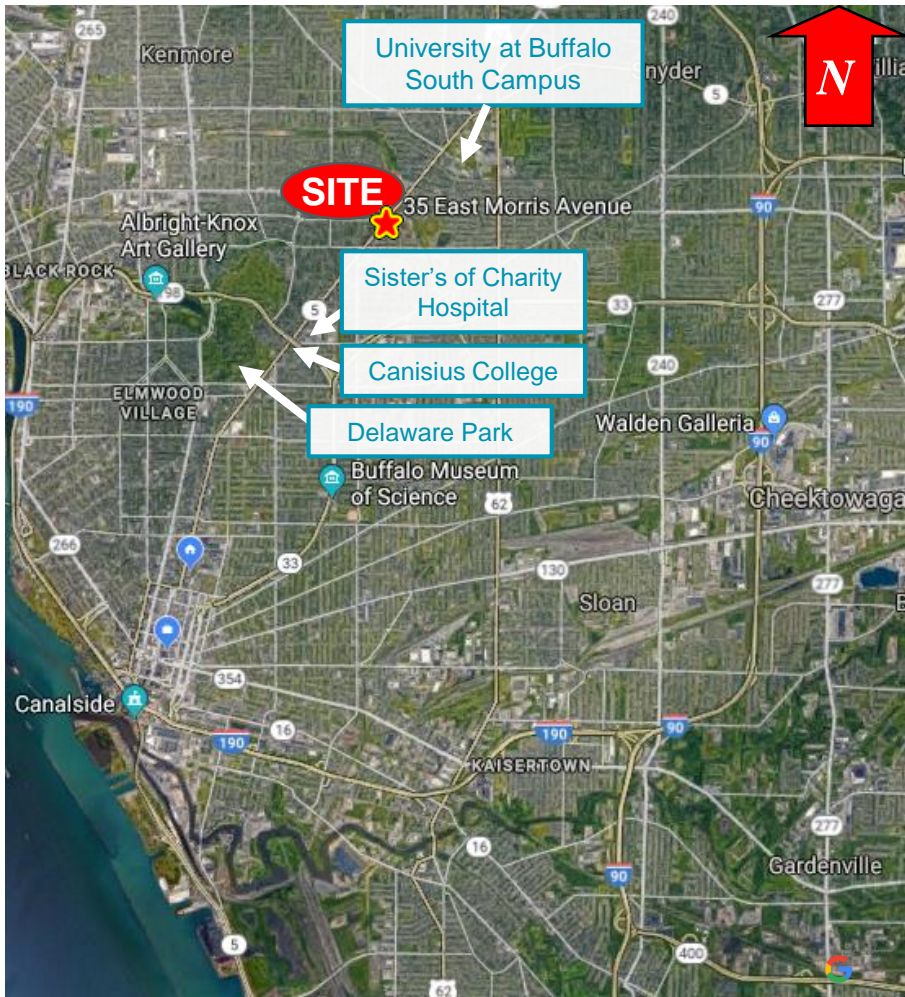 265
240
Kenmore
University at Buffalo
South Campus
nyder
5
N
SITE
35 East Morris Avenue
90
Albright-Knox
Art Gallery
BLACK ROCK
98
Sister's of Charity
Hospital
5
33
277
Canisius College
240
ELMWOOD
VILLAGE
190
Delaware Park
Walden Galleria
90
Buffalo Museum
of Science
62
Cheektowaga
266
33
130
277
Sloan
354
Canalside
16
190
190
90
KAISERTOWN
277
16
Gardenville
90
5
400
62